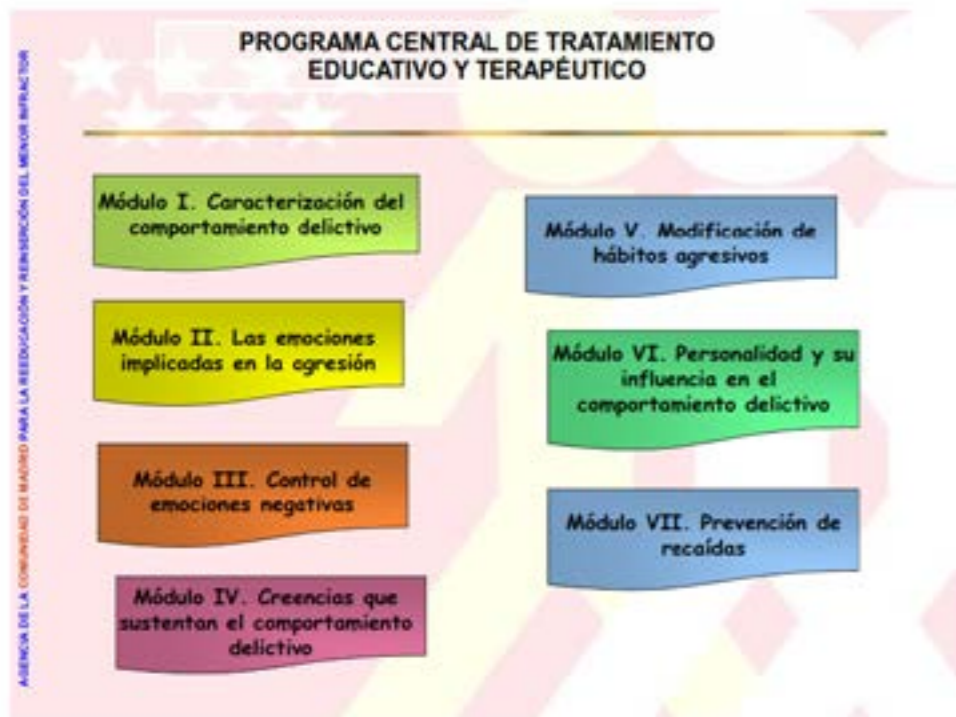 PROGRAMA CENTRAL DE TRATAMIENTO
EDUCATIVO Y TERAPÉUTICO
AGENCIA DE LA COMUNIDAD DE MADRID PARA LA REEDUCACIÓN Y REINSERCIÓN DEL MENOR INFRACTOR
Módulo I. Caracterización del
comportamiento delictivo
Módulo II. Las emociones
implicadas en la agresión
Módulo III. Control de
emociones negativas
Módulo IV. Creencias que
sustentan el comportamiento
delictivo
Módulo V. Modificación de
hábitos agresivos
Módulo VI. Personalidad y su
influencia en el
comportamiento delictivo
Módulo VII. Prevención de
recaídas